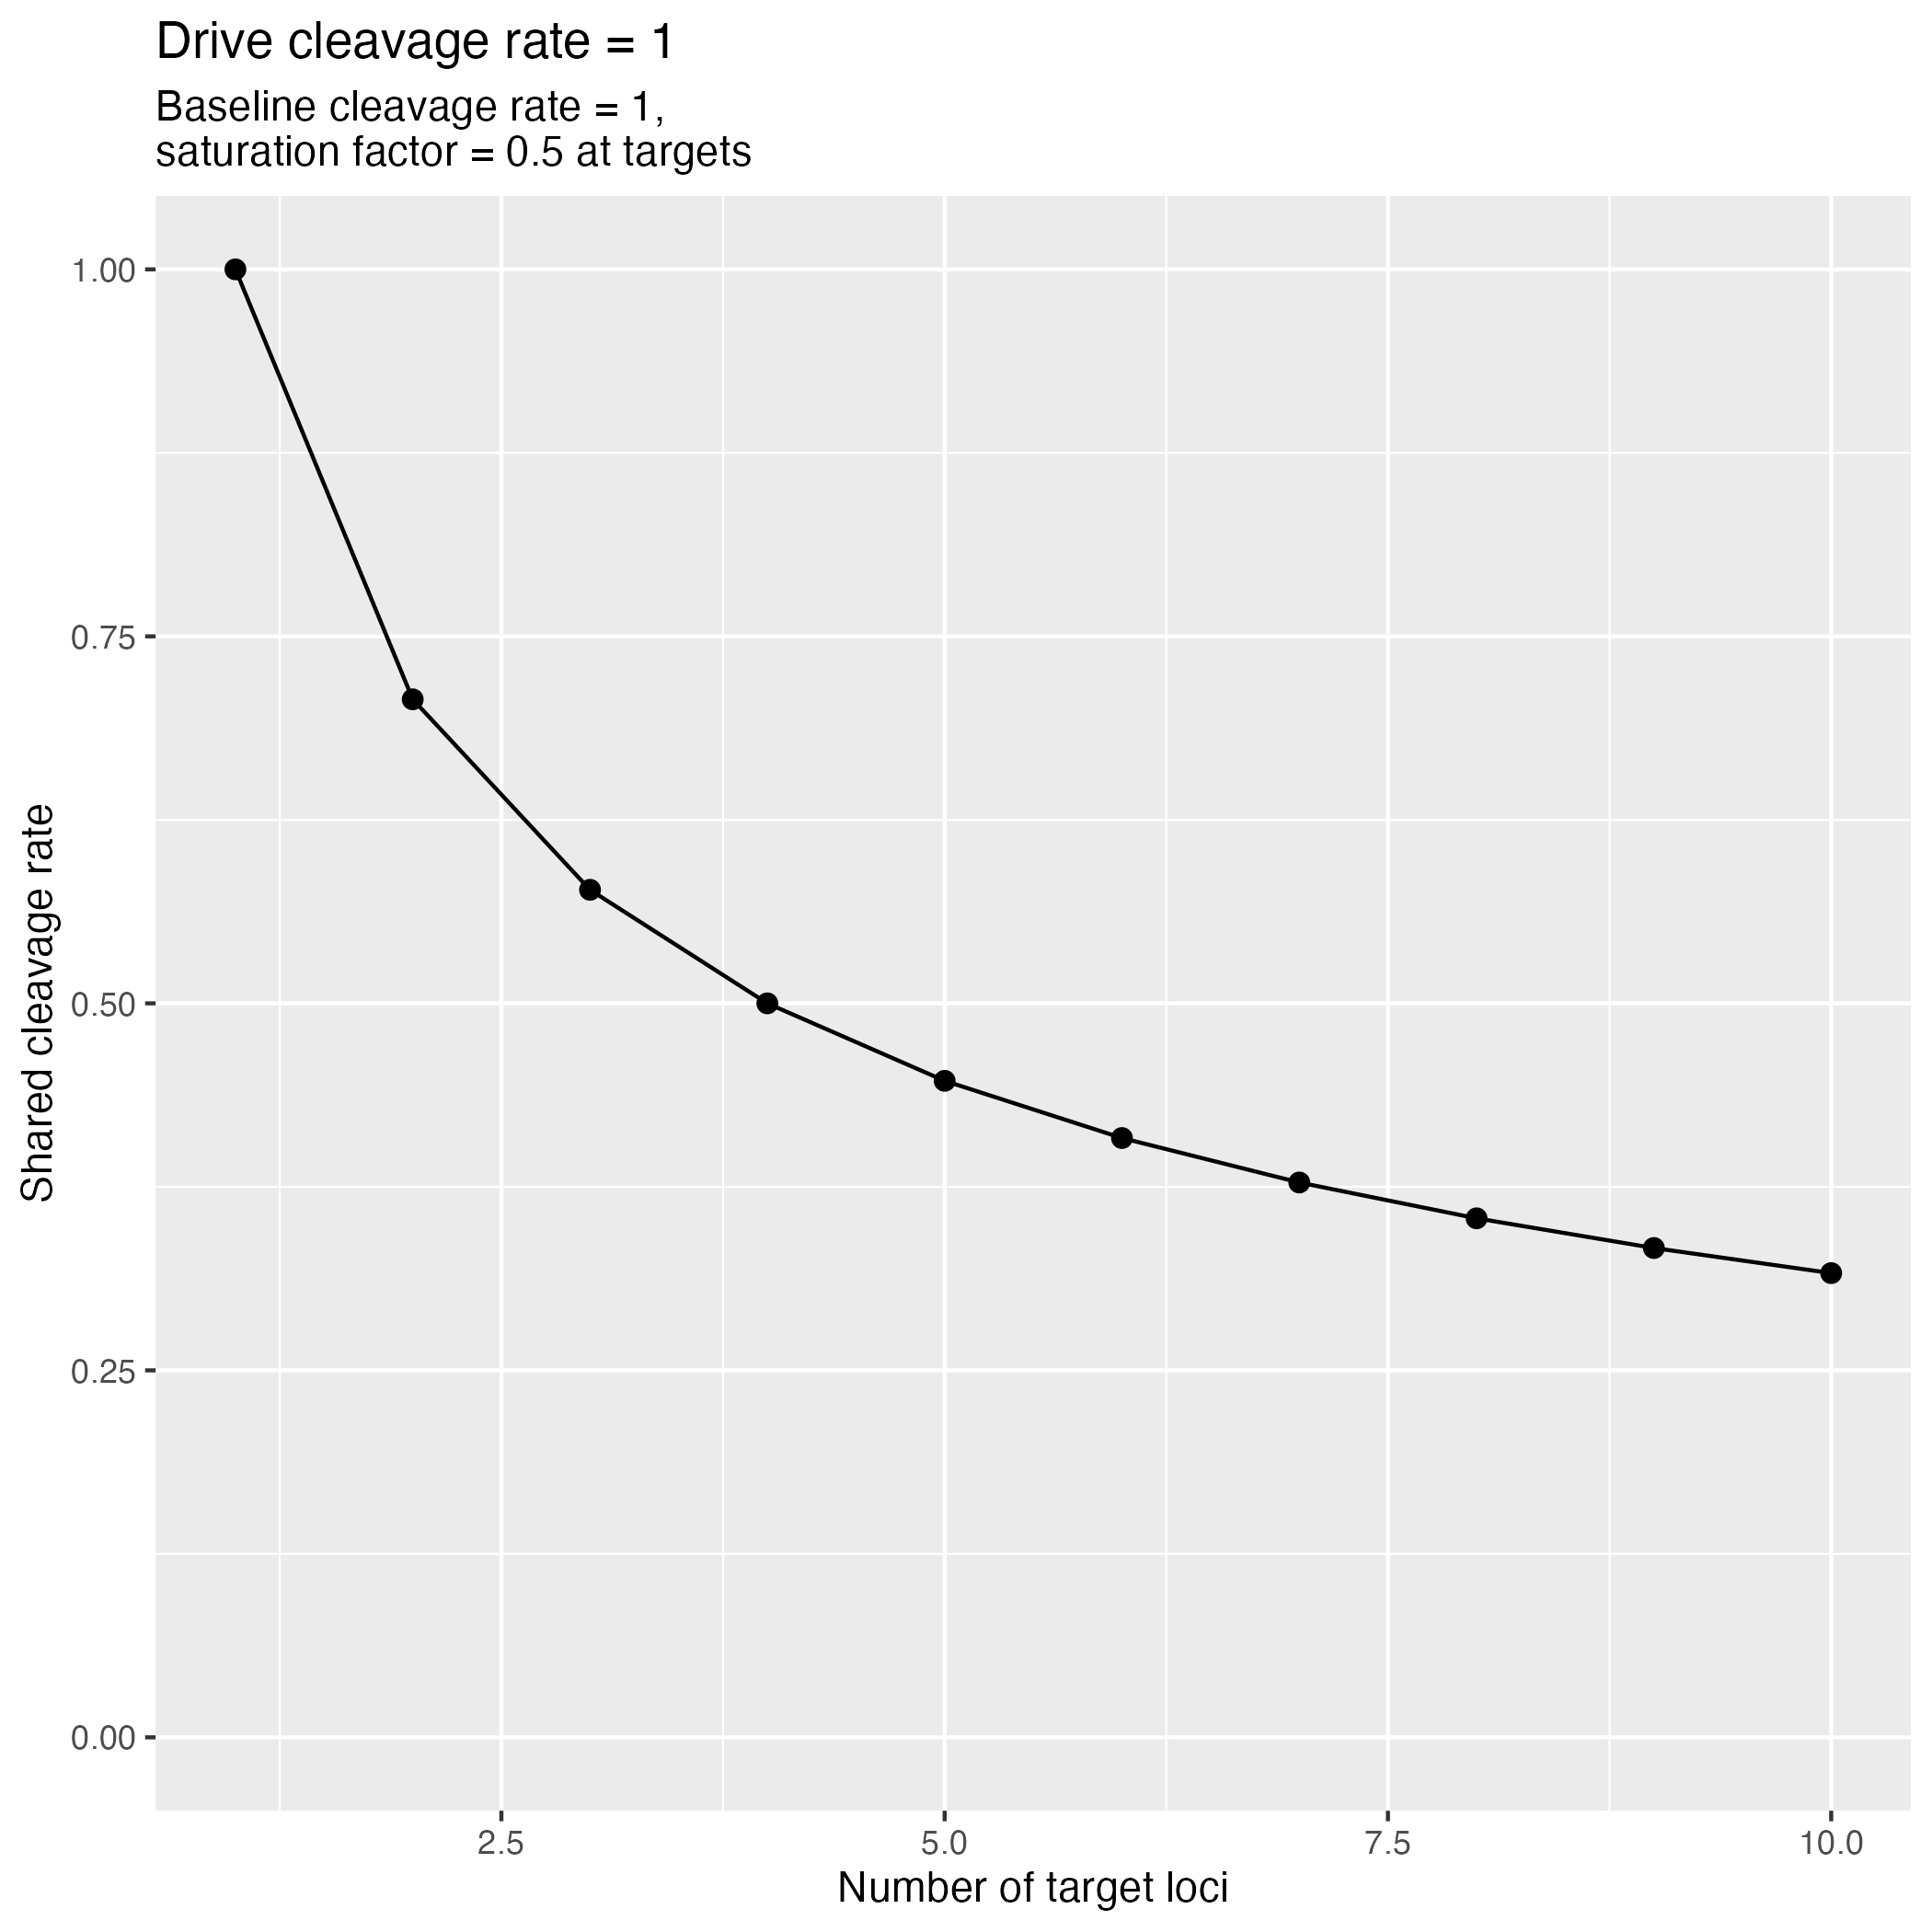 Drive cleavage rate = 1
Baseline cleavage rate = 1,
saturation factor = 0.5 at targets
Shared cleavage rate
1.00
0.75
0.50
0.25
0.00
2.5 5.0 7.5 10.0
Number of target loci